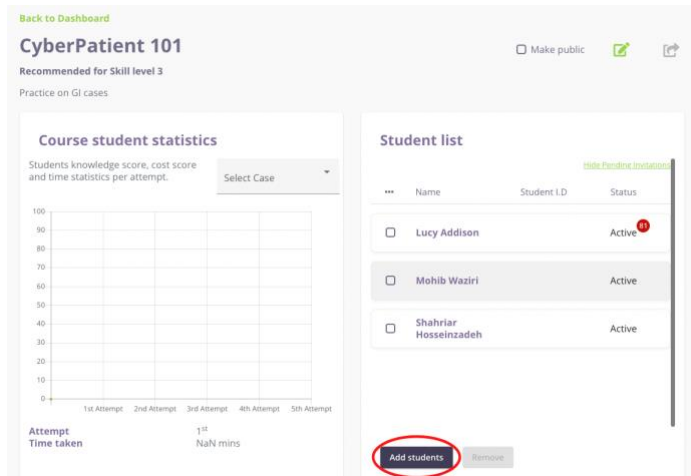 Back to Dashboard
CyberPatient 101
Make public
Recommended for Skill level 3
Practice on GI cases
Course student statistics
Students knowledge score, cost score
and time statistics per attempt.
Select Case
100
90
80
70
60
50
40
30
20
10
0
1st Attempt 2nd Attempt 3rd Attempt 4th Attempt 5th Attempt
Attempt 1st
Time taken NaN mins
Student list
Hide Pending Invitations
... Name Student I.D Status
Lucy Addison Active 81
Mohib Waziri Active
Shahriar
Hosseinzadeh Active
Add students Remove